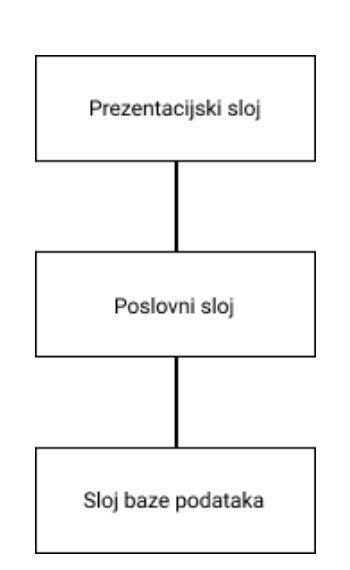 Prezentacijski sloj
Poslovni sloj
Sloj baze podataka